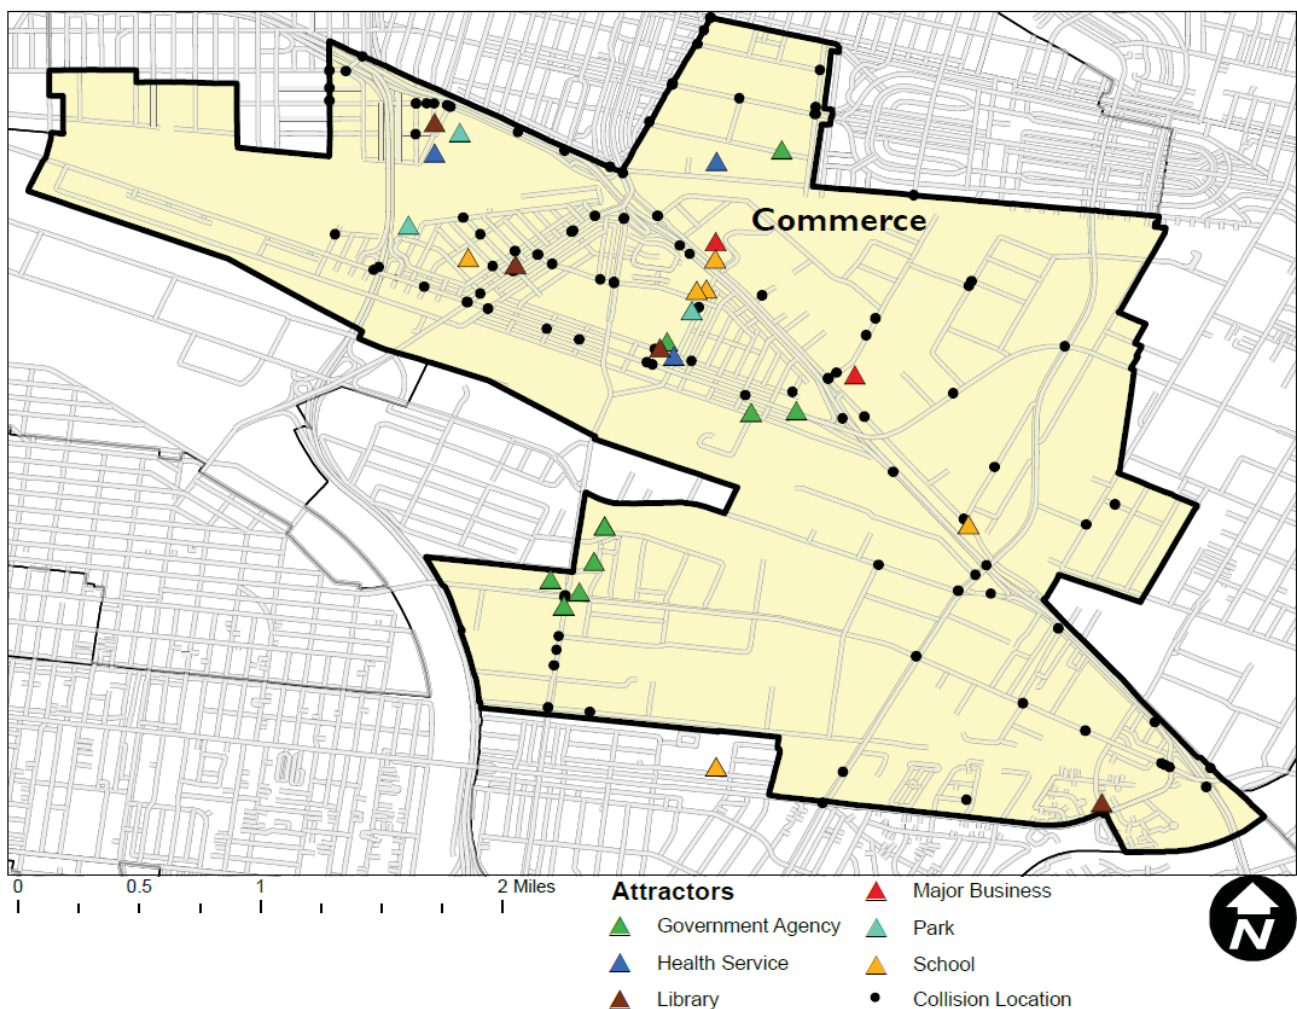 Commerce
0 0.5 1 2 Miles
Attractors
Government Agency
Health Service
Library
Major Business
Park
School
Collision Location
N